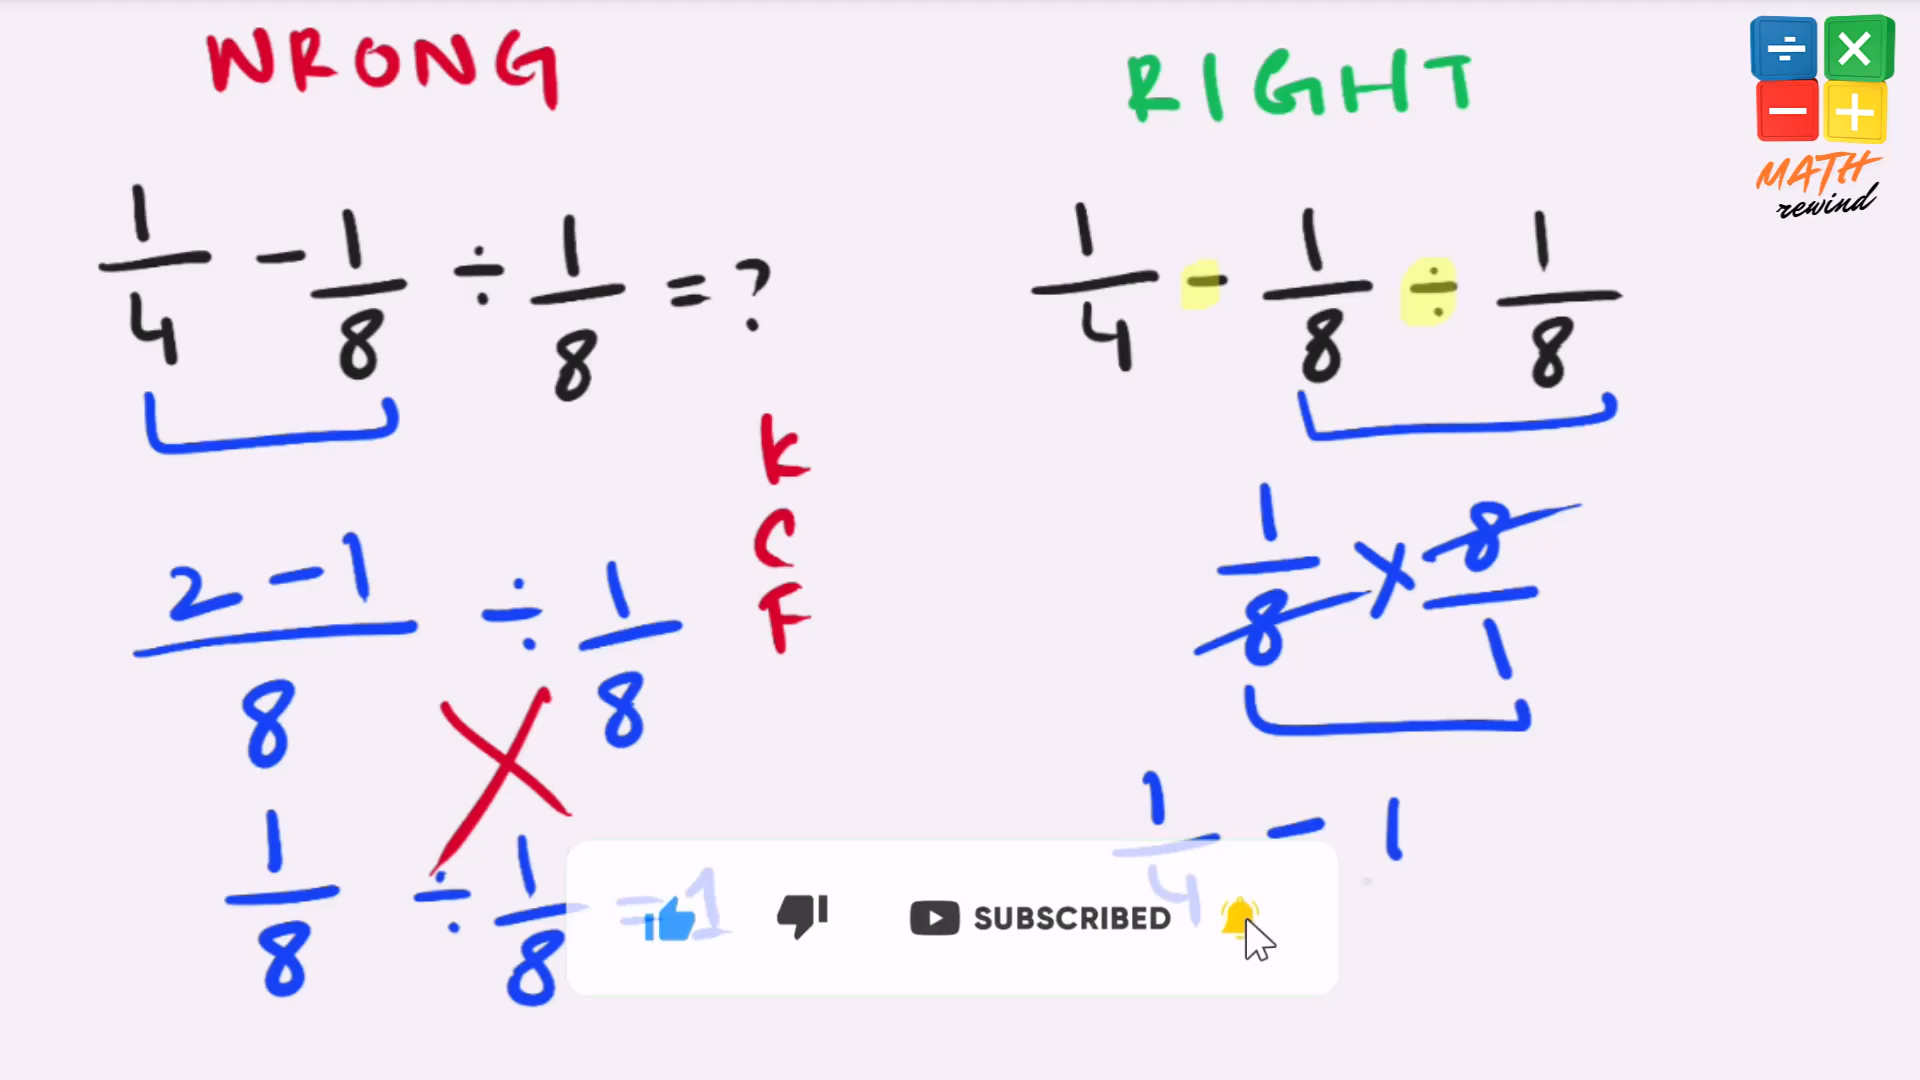 WRONG
1/4 - 1/8 ÷ 1/8 = ?
K
C
F
2 - 1/8 ÷ 1/8
1/8 ÷ 1/8 = 1
RIGHT
1/4 - 1/8 ÷ 1/8
1/8 × 8/1
1/4 - 1
SUBSCRIBED
÷ ×
− +
MATH
rewind